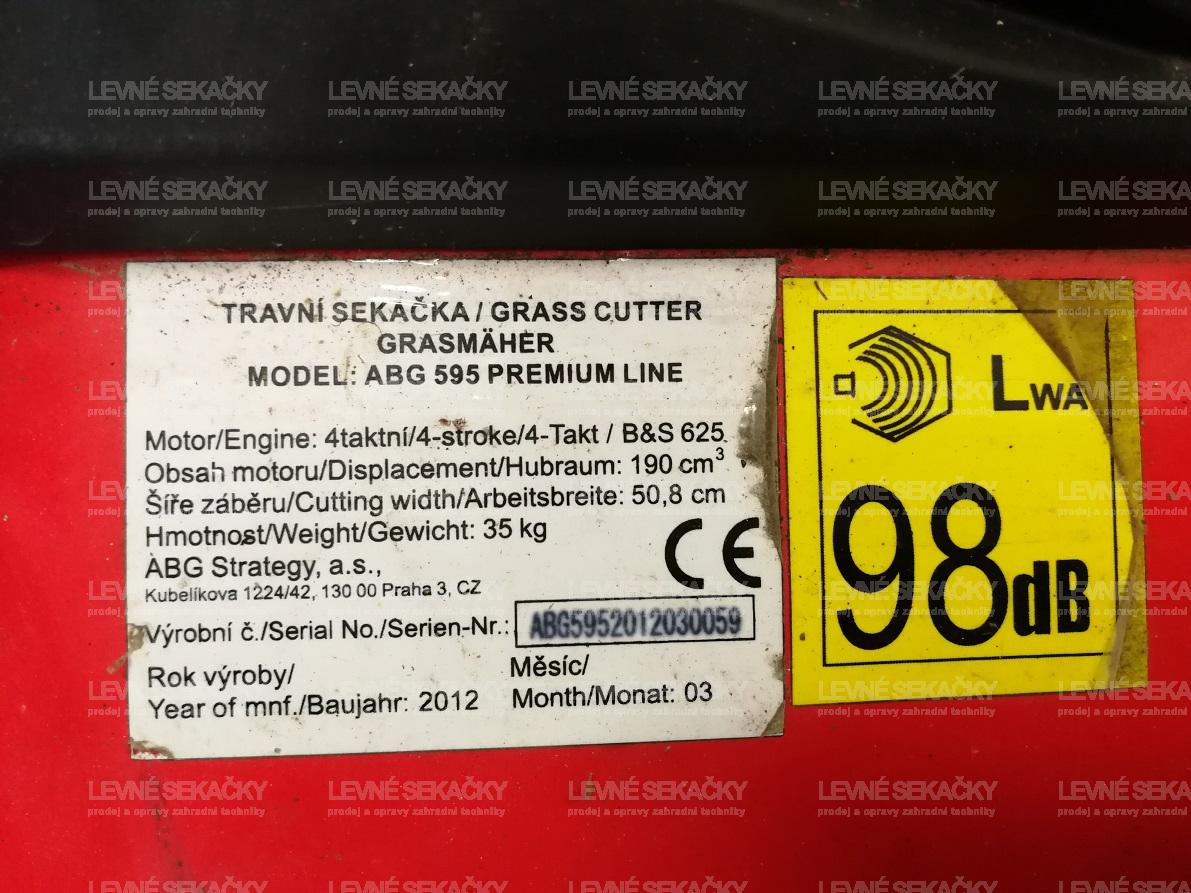 TRAVNÍ SEKAČKA / GRASS CUTTER
GRASMÄHER
MODEL: ABG 595 PREMIUM LINE
Motor/Engine: 4taktní/4-stroke/4-Takt / B&S 625
Obsah motoru/Displacement/Hubraum: 190 cm³
Šíře záběru/Cutting width/Arbeitsbreite: 50,8 cm
Hmotnost/Weight/Gewicht: 35 kg
ABG Strategy, a.s.,
Kubelíkova 1224/42, 130 00 Praha 3, CZ
CE
Výrobní č./Serial No./Serien-Nr.: ABG5952012030059
Rok výroby/
Year of mnf./Baujahr: 2012
Měsíc/
Month/Monat: 03
LWA
98dB
LEVNÉ SEKAČKY
prodej a opravy zahradní techniky